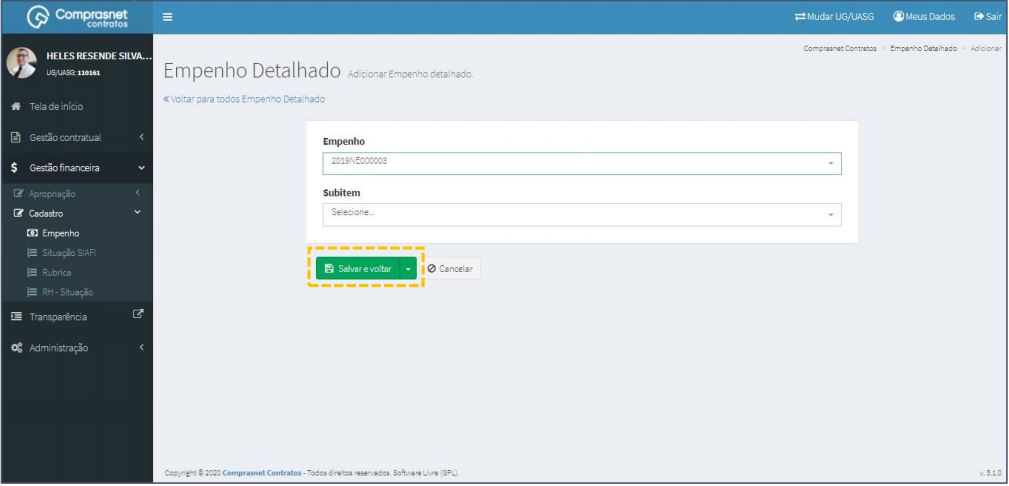 Comprasnet
contratos
Mudar UG/UASG
Meus Dados
Sair
HELES RESENDE SILVA...
UG/UASG: 110161
Comprasnet Contratos > Empenho Detalhado > Adicionar
Empenho Detalhado Adicionar Empenho detalhado.
« Voltar para todos Empenho Detalhado
Tela de início
Gestão contratual
Gestão financeira
Apropriação
Cadastro
Empenho
Situação SIAFI
Rubrica
RH - Situação
Transparência
Administração
Empenho
2019NE000003
Subitem
Selecione...
Salvar e voltar
Cancelar
Copyright © 2020 Comprasnet Contratos - Todos direitos reservados. Software Livre (GPL).
v. 5.1.0